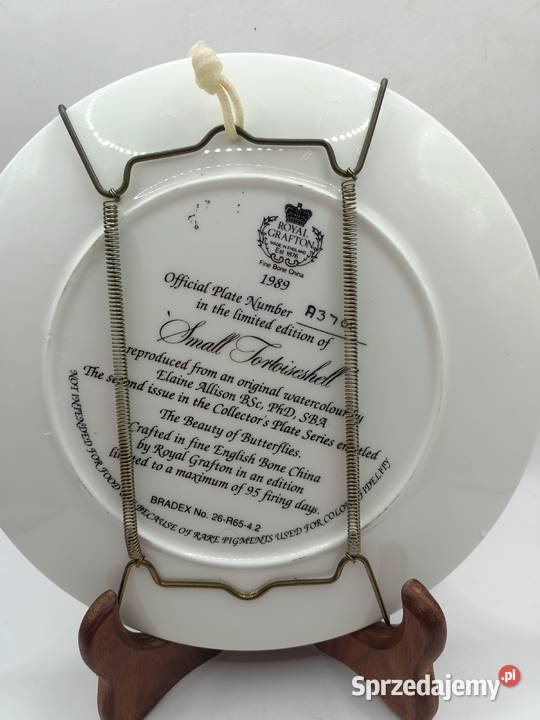 ROYAL
GRAFTON
MADE IN ENGLAND
Est. 1876
Fine Bone China
1989
Official Plate Number A376
in the limited edition of
'Small Tortoiseshell'
reproduced from an original watercolour by
Elaine Allison BSc, PhD, SBA
The second issue in the Collector's Plate Series entitled
The Beauty of Butterflies.
Crafted in fine English Bone China
by Royal Grafton in an edition
limited to a maximum of 95 firing days.
BRADEX No. 26-R65-4.2
NOT INTENDED FOR FOOD USE BECAUSE OF RARE PIGMENTS USED FOR COLOUR FIDELITY
Sprzedajemy.pl